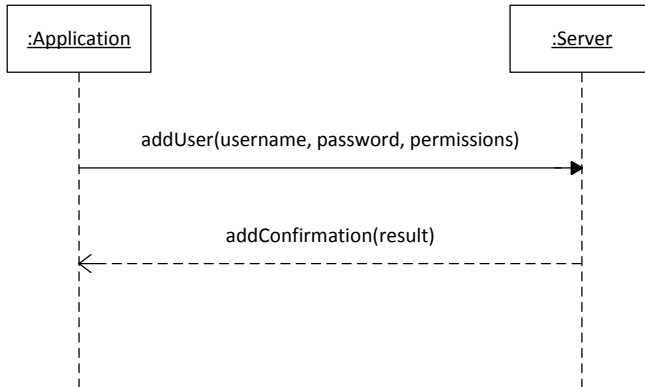 :Application
:Server
addUser(username, password, permissions)
addConfirmation(result)